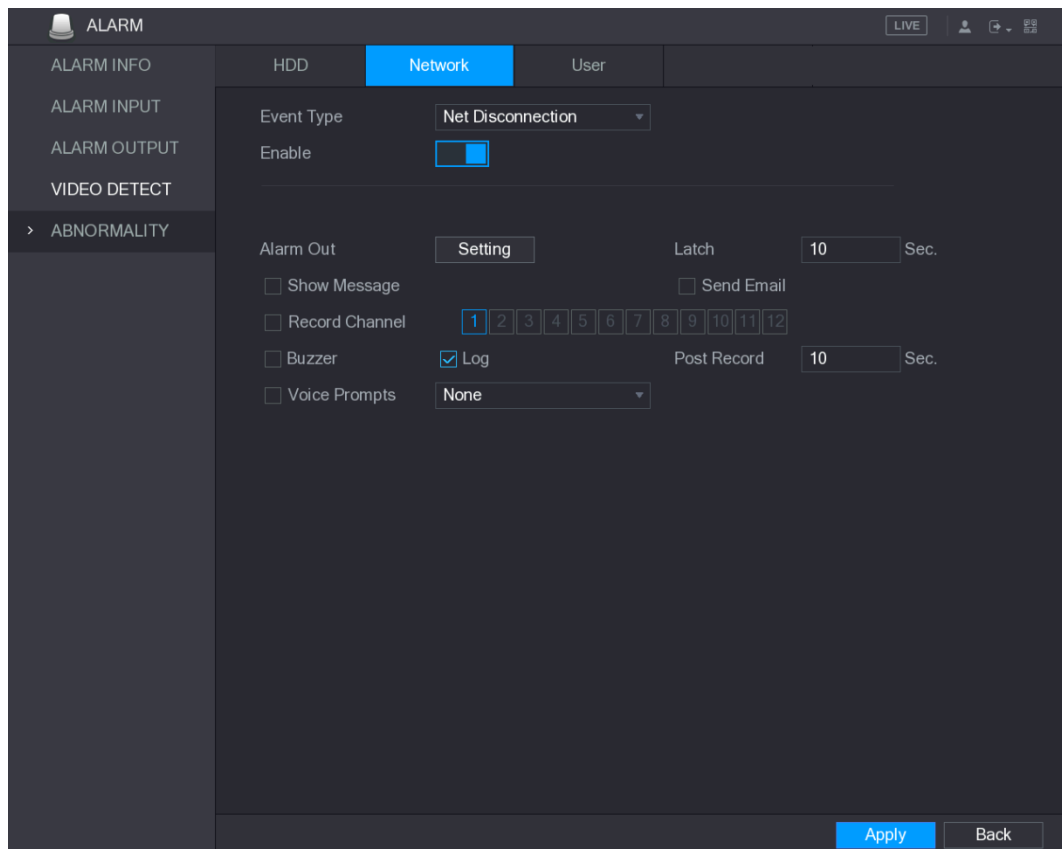 ALARM
LIVE
ALARM INFO
ALARM INPUT
ALARM OUTPUT
VIDEO DETECT
> ABNORMALITY
HDD Network User
Event Type Net Disconnection
Enable
Alarm Out Setting Latch 10 Sec.
Show Message Send Email
Record Channel 1 2 3 4 5 6 7 8 9 10 11 12
Buzzer Log Post Record 10 Sec.
Voice Prompts None
Apply Back